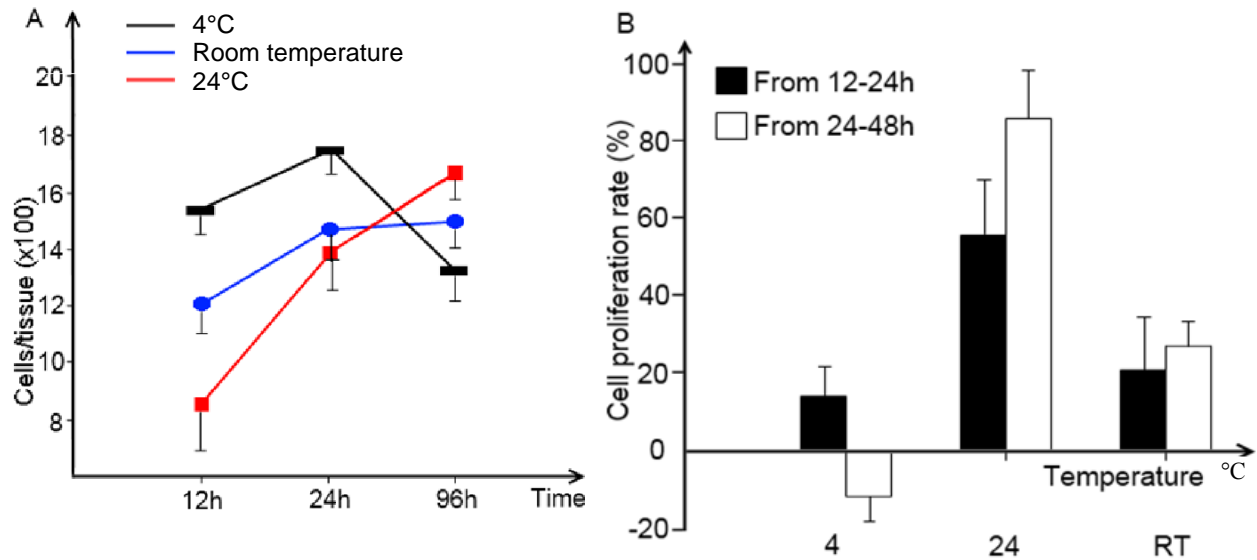 A
4°C
Room temperature
24°C
20
18
16
14
12
10
8
Cells/tissue (x100)
12h
24h
96h
Time
B
100
80
60
40
20
0
-20
Cell proliferation rate (%)
From 12-24h
From 24-48h
Temperature °C
4
24
RT